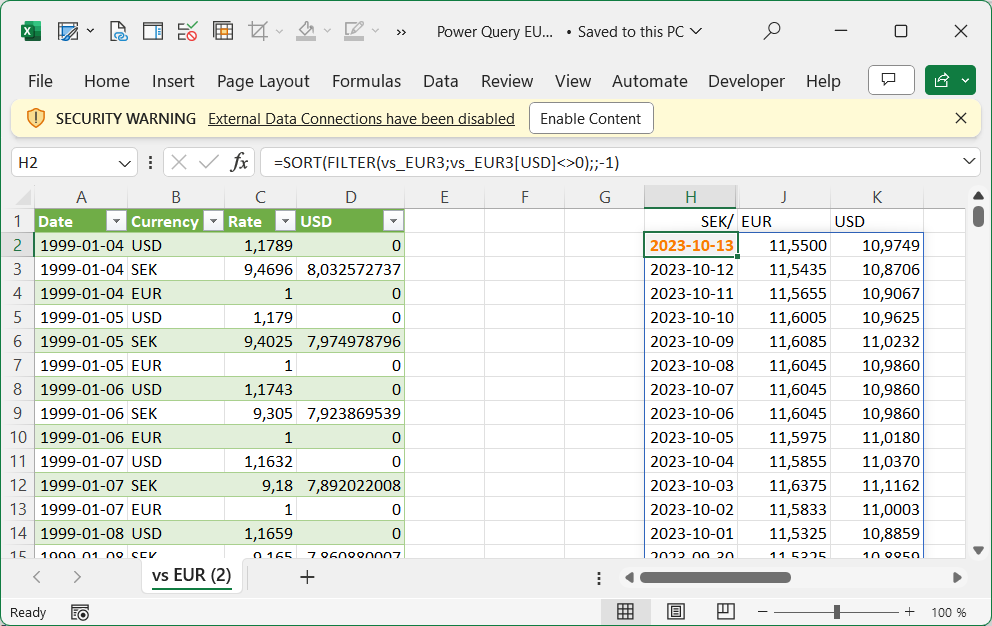 Power Query EU... • Saved to this PC
File Home Insert Page Layout Formulas Data Review View Automate Developer Help
SECURITY WARNING External Data Connections have been disabled Enable Content
H2 fx =SORT(FILTER(vs_EUR3;vs_EUR3[USD]<>0);;-1)
A B C D E F G H J K
1 Date Currency Rate USD SEK/ EUR USD
2 1999-01-04 USD 1,1789 0 2023-10-13 11,5500 10,9749
3 1999-01-04 SEK 9,4696 8,032572737 2023-10-12 11,5435 10,8706
4 1999-01-04 EUR 1 0 2023-10-11 11,5655 10,9067
5 1999-01-05 USD 1,179 0 2023-10-10 11,6005 10,9625
6 1999-01-05 SEK 9,4025 7,974978796 2023-10-09 11,6085 11,0232
7 1999-01-05 EUR 1 0 2023-10-08 11,6045 10,9860
8 1999-01-06 USD 1,1743 0 2023-10-07 11,6045 10,9860
9 1999-01-06 SEK 9,305 7,923869539 2023-10-06 11,6045 10,9860
10 1999-01-06 EUR 1 0 2023-10-05 11,5975 11,0180
11 1999-01-07 USD 1,1632 0 2023-10-04 11,5855 11,0370
12 1999-01-07 SEK 9,18 7,892022008 2023-10-03 11,6375 11,1162
13 1999-01-07 EUR 1 0 2023-10-02 11,5833 11,0003
14 1999-01-08 USD 1,1659 0 2023-10-01 11,5325 10,8859
15 1999-01-08 SEK 9,165 7,860880007 2023-09-30 11,5325 10,8859
vs EUR (2)
Ready 100 %